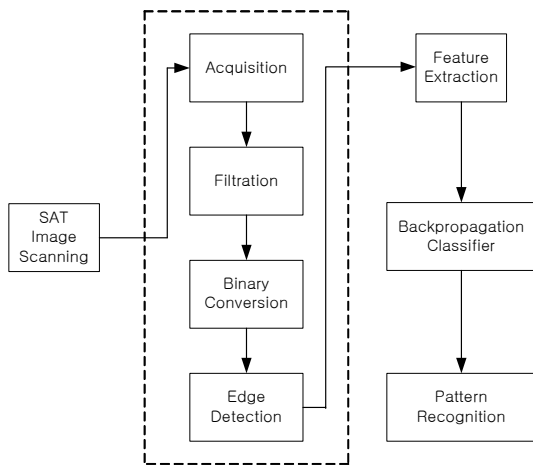 SAT
Image
Scanning
Acquisition
Filtration
Binary
Conversion
Edge
Detection
Feature
Extraction
Backpropagation
Classifier
Pattern
Recognition